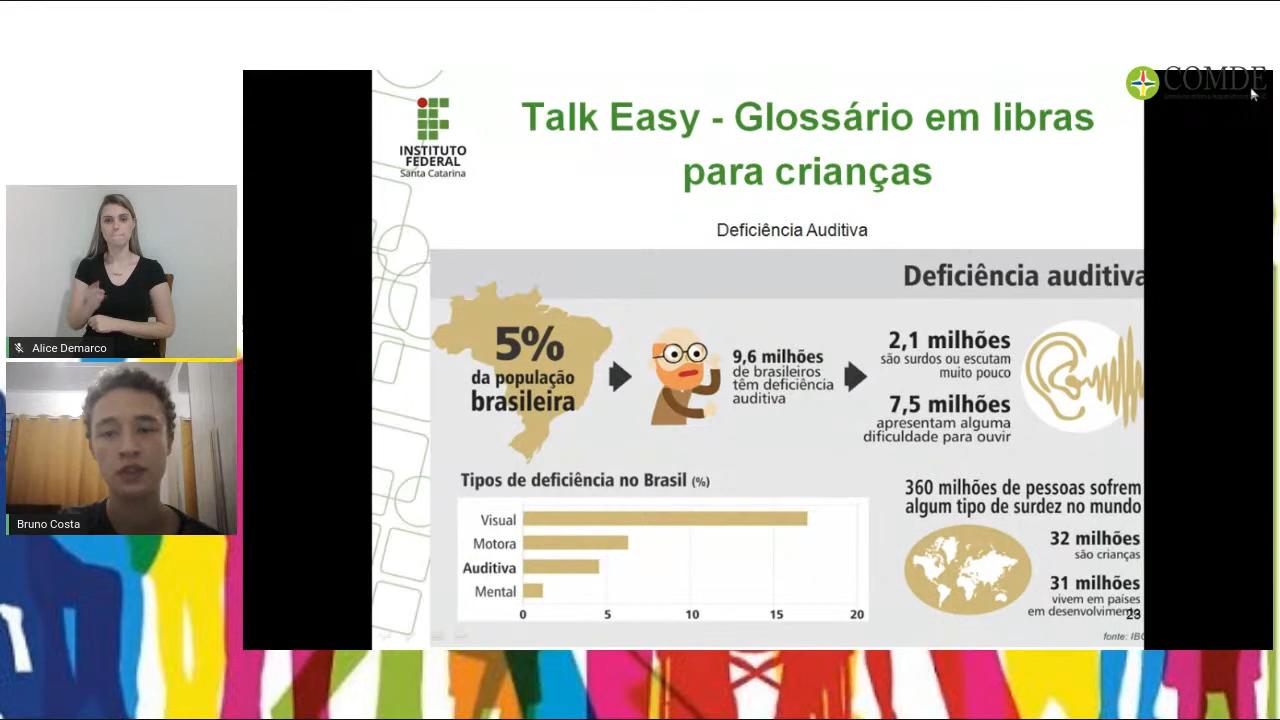 COMDE
INSTITUTO
FEDERAL
Santa Catarina
Talk Easy - Glossário em libras
para crianças
Deficiência Auditiva
Deficiência auditiva
5%
da população
brasileira
9,6 milhões
de brasileiros
têm deficiência
auditiva
2,1 milhões
são surdos ou escutam
muito pouco
7,5 milhões
apresentam alguma
dificuldade para ouvir
Tipos de deficiência no Brasil (%)
Visual
Motora
Auditiva
Mental
0 5 10 15 20
360 milhões de pessoas sofrem
algum tipo de surdez no mundo
32 milhões
são crianças
31 milhões
vivem em países
em desenvolvimento
23
fonte: IBG
Alice Demarco
Bruno Costa